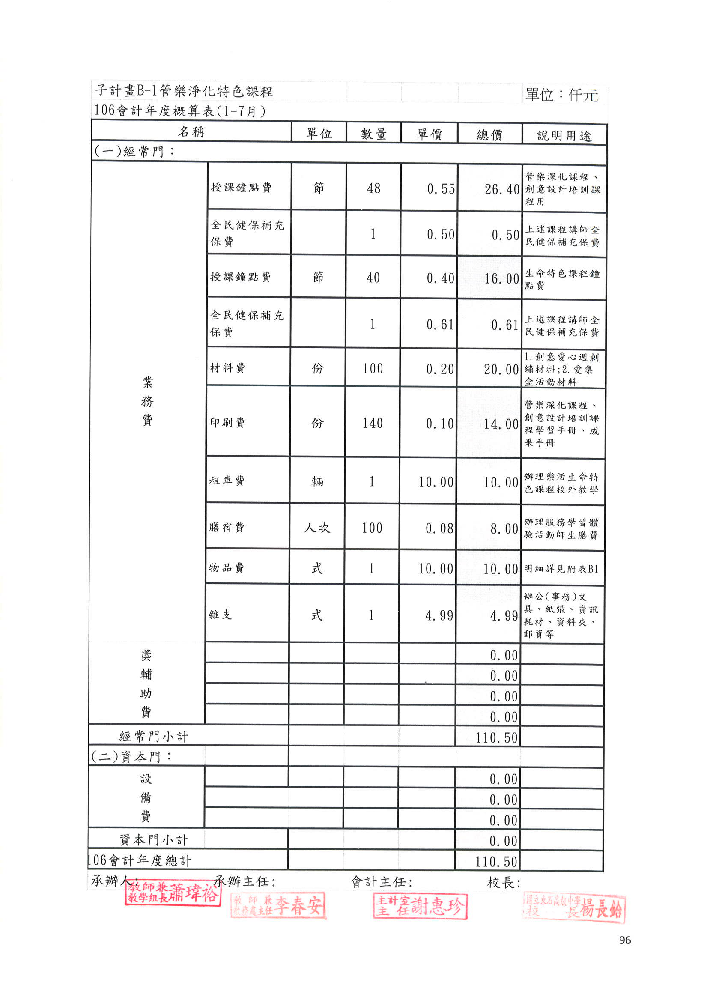 子計畫B-1管樂淨化特色課程
單位：仟元
106會計年度概算表(1-7月)
名稱 單位 數量 單價 總價 說明用途
(一)經常門：
業務費
授課鐘點費 節 48 0.55 26.40 管樂深化課程、
創意設計培訓課
程用
全民健保補充
保費 1 0.50 0.50 上述課程講師全
民健保補充保費
授課鐘點費 節 40 0.40 16.00 生命特色課程鐘
點費
全民健保補充
保費 1 0.61 0.61 上述課程講師全
民健保補充保費
材料費 份 100 0.20 20.00 1.創意愛心週刺
繡材料;2.愛集
盒活動材料
印刷費 份 140 0.10 14.00 管樂深化課程、
創意設計培訓課
程學習手冊、成
果手冊
租車費 輛 1 10.00 10.00 辦理樂活生命特
色課程校外教學
膳宿費 人次 100 0.08 8.00 辦理服務學習體
驗活動師生膳費
物品費 式 1 10.00 10.00 明細詳見附表B1
雜支 式 1 4.99 4.99 辦公(事務)文
具、紙張、資訊
耗材、資料夾、
郵資等
獎輔助費
0.00
0.00
0.00
0.00
經常門小計 110.50
(二)資本門：
設備費
0.00
0.00
0.00
資本門小計 0.00
106會計年度總計 110.50
承辦人: 承辦主任: 會計主任: 校長:
教師兼
教學組長蕭瑋裕
教師兼
教務處主任李春安
主計室
主任謝惠珍
國立東石高級中學
校長楊長鈶
96